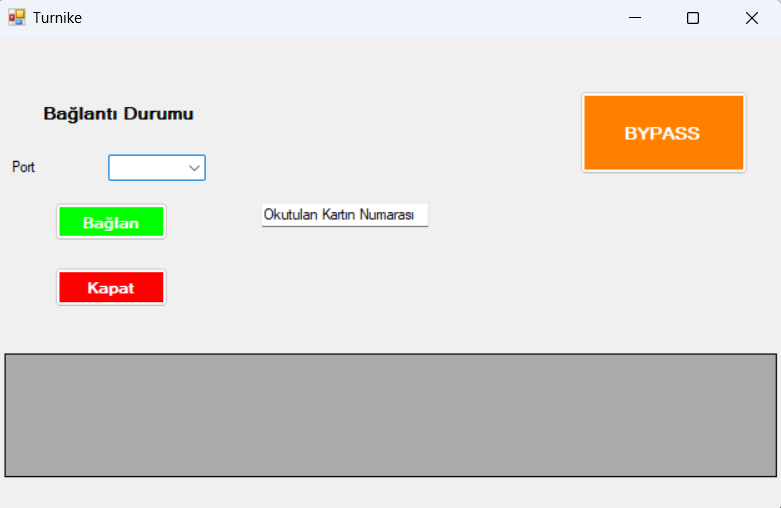 Turnike
Bağlantı Durumu
BYPASS
Port
Bağlan
Okutulan Kartın Numarası
Kapat